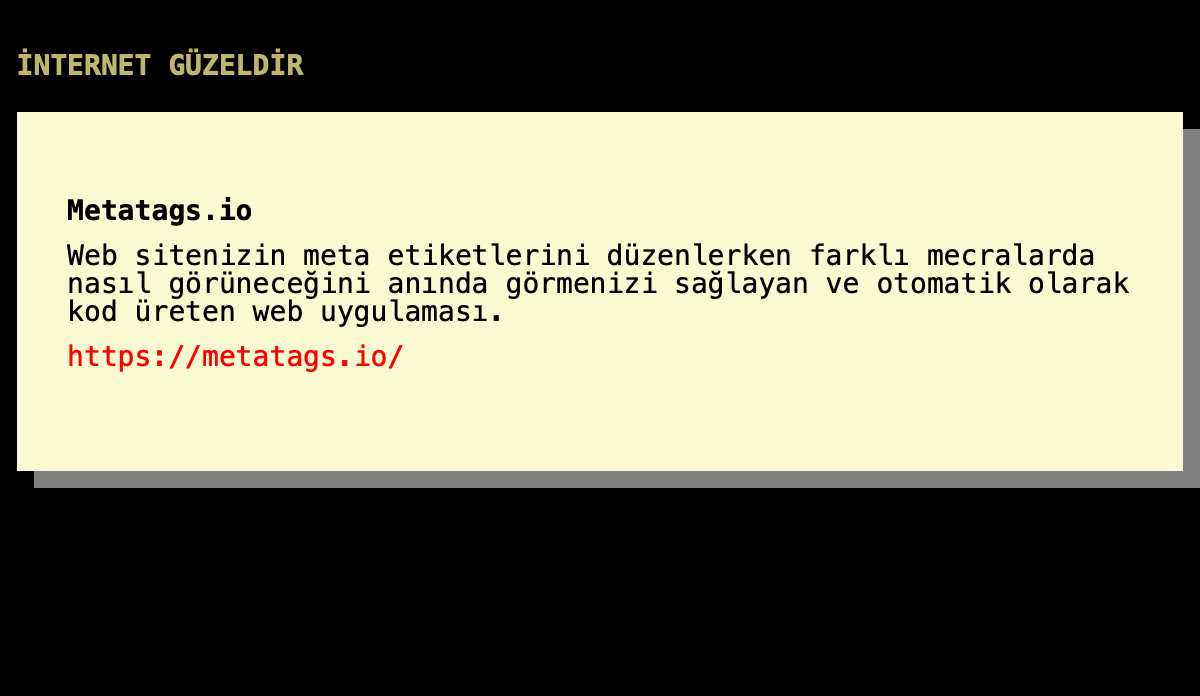 İNTERNET GÜZELDİR
Metatags.io
Web sitenizin meta etiketlerini düzenlerken farklı mecralarda
nasıl görüneceğini anında görmenizi sağlayan ve otomatik olarak
kod üreten web uygulaması.
https://metatags.io/